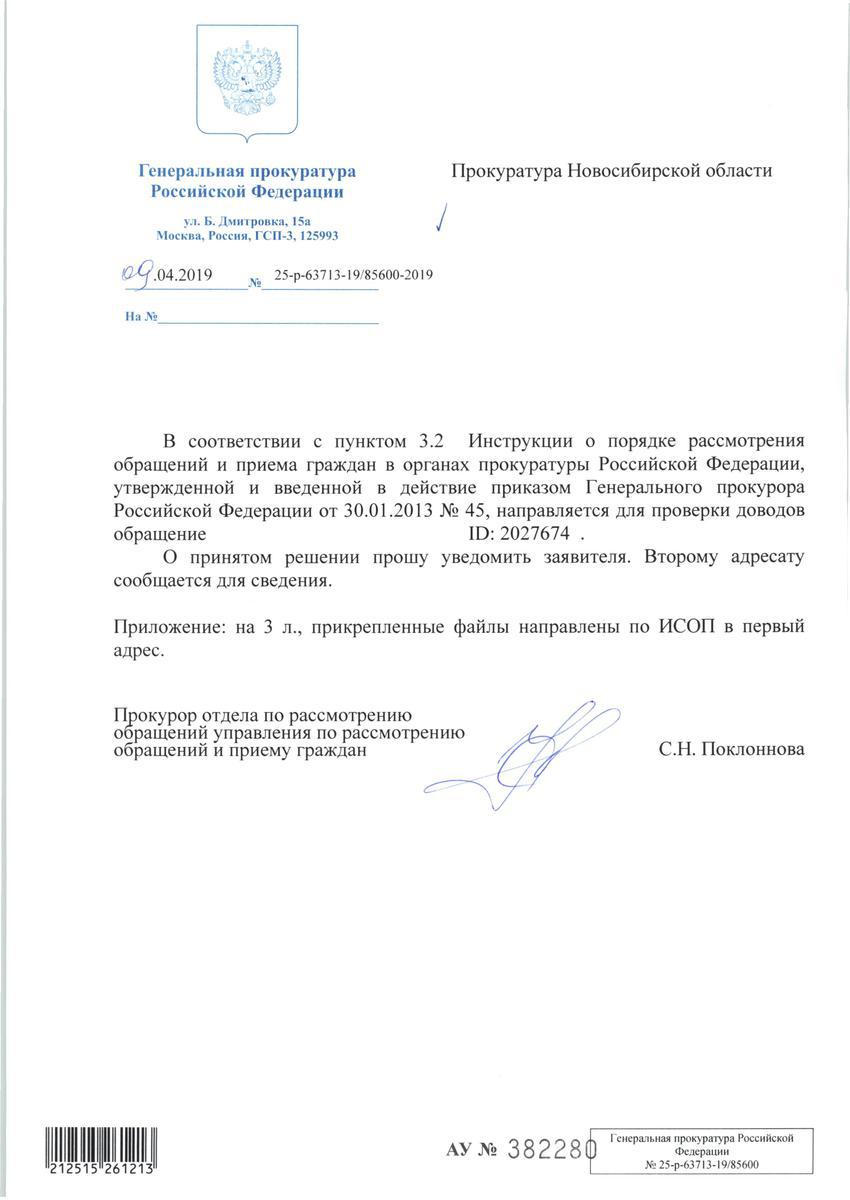 Генеральная прокуратура
Российской Федерации
ул. Б. Дмитровка, 15а
Москва, Россия, ГСП-3, 125993
Прокуратура Новосибирской области
09.04.2019 № 25-р-63713-19/85600-2019
На №
В соответствии с пунктом 3.2 Инструкции о порядке рассмотрения
обращений и приема граждан в органах прокуратуры Российской Федерации,
утвержденной и введенной в действие приказом Генерального прокурора
Российской Федерации от 30.01.2013 № 45, направляется для проверки доводов
обращение ID: 2027674 .
О принятом решении прошу уведомить заявителя. Второму адресату
сообщается для сведения.
Приложение: на 3 л., прикрепленные файлы направлены по ИСОП в первый
адрес.
Прокурор отдела по рассмотрению
обращений управления по рассмотрению
обращений и приему граждан С.Н. Поклоннова
212515 261213
АУ № 382280
Генеральная прокуратура Российской
Федерации
№ 25-р-63713-19/85600